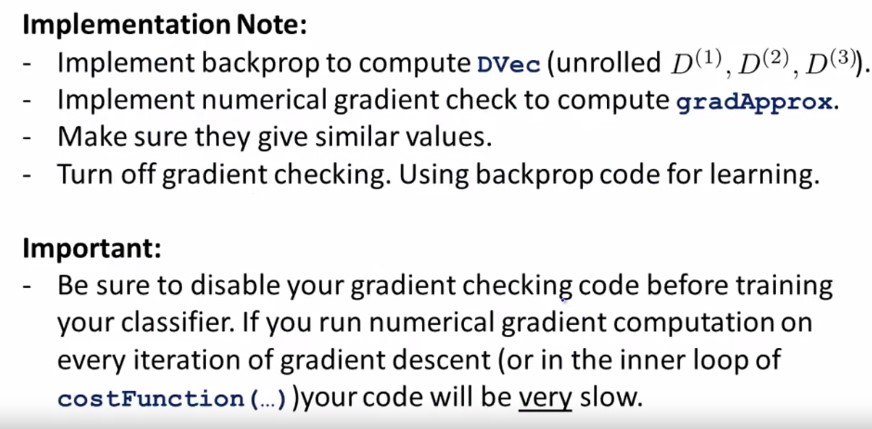 Implementation Note:
- Implement backprop to compute DVec (unrolled D⁽¹⁾, D⁽²⁾, D⁽³⁾).
- Implement numerical gradient check to compute gradApprox.
- Make sure they give similar values.
- Turn off gradient checking. Using backprop code for learning.
Important:
- Be sure to disable your gradient checking code before training
your classifier. If you run numerical gradient computation on
every iteration of gradient descent (or in the inner loop of
costFunction(…))your code will be very slow.